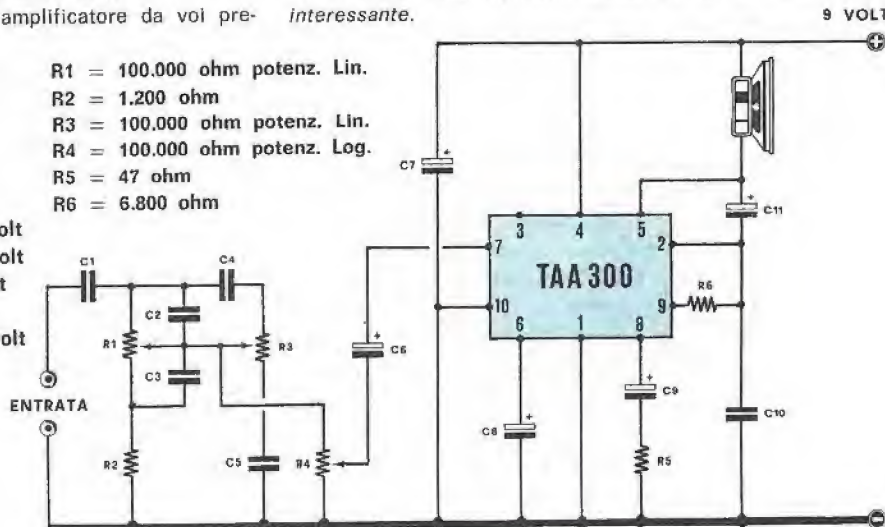 amplificatore da voi pre-
interessante.
9 VOLT
R1 = 100.000 ohm potenz. Lin.
R2 = 1.200 ohm
R3 = 100.000 ohm potenz. Lin.
R4 = 100.000 ohm potenz. Log.
R5 = 47 ohm
R6 = 6.800 ohm
olt
olt
t
olt
C1
C4
C2
R1
R3
C3
ENTRATA
R2
C5
R4
C6
C7
+
3
4
5
7
2
TAA 300
10
9
6
1
8
R6
C11
+
C8
+
C9
+
R5
C10
+
+
-